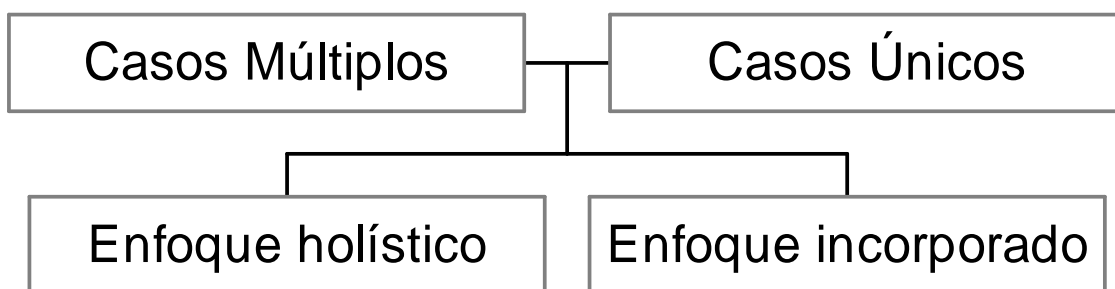 Casos Múltiplos
Casos Únicos
Enfoque holístico
Enfoque incorporado